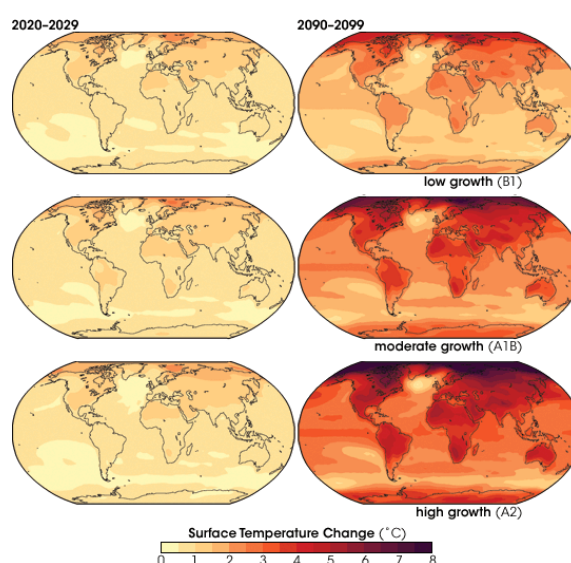 2020–2029 2090–2099
low growth (B1)
moderate growth (A1B)
high growth (A2)
Surface Temperature Change (°C)
0 1 2 3 4 5 6 7 8